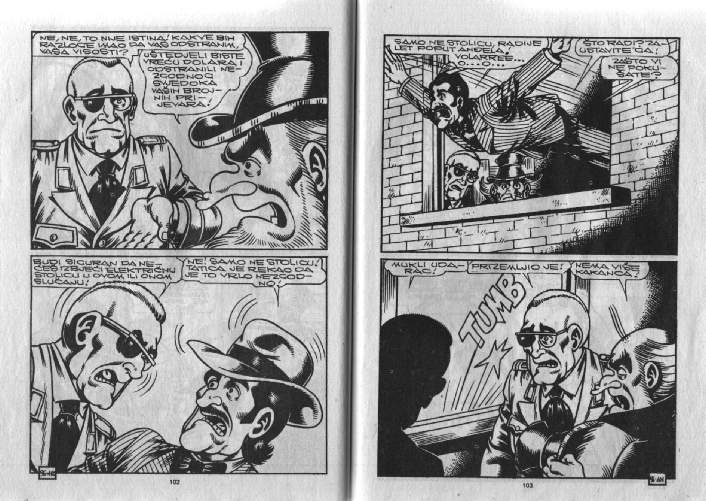 NE, NE, TO NIJE ISTINA! KAKVE BIH
RAZLOGE IMAO DA VAS ODSTRANIM,
VAŠA VISOSTI?
UŠTEDJELI BISTE
VREĆU DOLARA I
ODSTRANILI NE-
ZGODNOG
SVJEDOKA
VAŠIH BROJ-
NIH PRI-
JEVARA!
BUDI SIGURAN DA NE-
ĆEŠ IZBJEĆI ELEKTRIČNU
STOLICU U OVOM ILI ONOM
SLUČAJU!
NE! SAMO NE STOLICU!
TATICA JE REKAO DA
JE TO VRLO NEZGOD-
NO!
102
SAMO NE STOLICU, RADIJE
LET POPUT ANĐELA.
VOLARREE...
O...O...
ŠTO RADI? ZA-
USTAVITE GA!
ZAŠTO VI
NE POKU-
ŠATE?
MUKLI UDA-
RAC!
PRIZEMLJIO JE!
NEMA VIŠE
KAKANCA!
TUMB
103